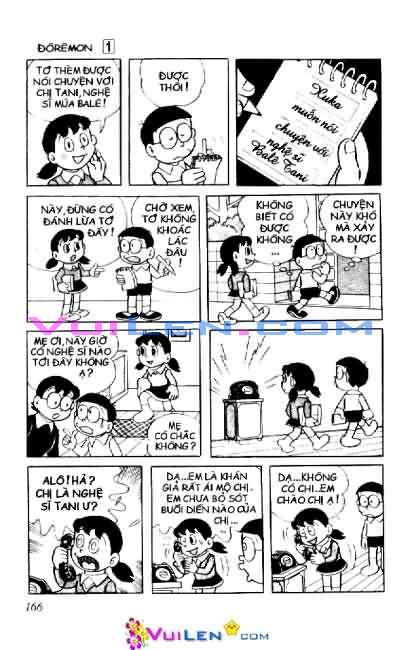 ĐÔRÊMON 1
TỚ THÈM ĐƯỢC
NÓI CHUYỆN VỚI
CHỊ TANI, NGHỆ
SĨ MÚA BALÊ!
ĐƯỢC
THÔI!
Xuka
muốn nói
chuyện với
nghệ sĩ
Balê Tani
NÀY, ĐỪNG CÓ
ĐÁNH LỪA TỚ
ĐẤY!
CHỜ XEM,
TỚ KHÔNG
KHOÁC
LÁC
ĐÂU!
KHÔNG
BIẾT CÓ
ĐƯỢC
KHÔNG...
CHUYỆN
NÀY KHÓ
MÀ XẢY
RA ĐƯỢC!
VUILEN.COM
MẸ ƠI, NÃY GIỜ
CÓ NGHỆ SĨ NÀO
TỚI ĐÂY KHÔNG
Ạ?
MẸ
CÓ CHẮC
KHÔNG?
ALÔ! HẢ?
CHỊ LÀ NGHỆ
SĨ TANI Ư?
DẠ...EM LÀ KHÁN
GIẢ RẤT ÁI MỘ CHỊ.
EM CHƯA BỎ SÓT
BUỔI DIỄN NÀO CỦA
CHỊ...
DẠ...KHÔNG
CÓ CHI..EM
CHÀO CHỊ Ạ!
166
VUILEN.COM